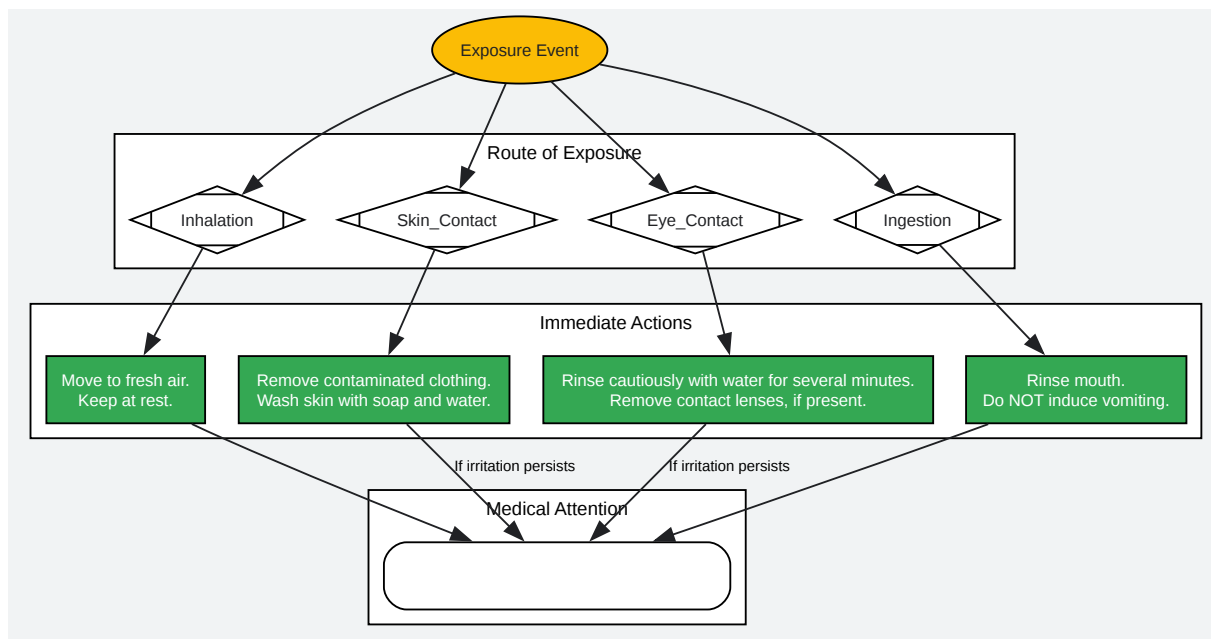 Exposure Event
Route of Exposure
Inhalation
Skin_Contact
Eye_Contact
Ingestion
Immediate Actions
Move to fresh air.
Keep at rest.
Remove contaminated clothing.
Wash skin with soap and water.
Rinse cautiously with water for several minutes.
Remove contact lenses, if present.
Rinse mouth.
Do NOT induce vomiting.
If irritation persists
If irritation persists
Medical Attention